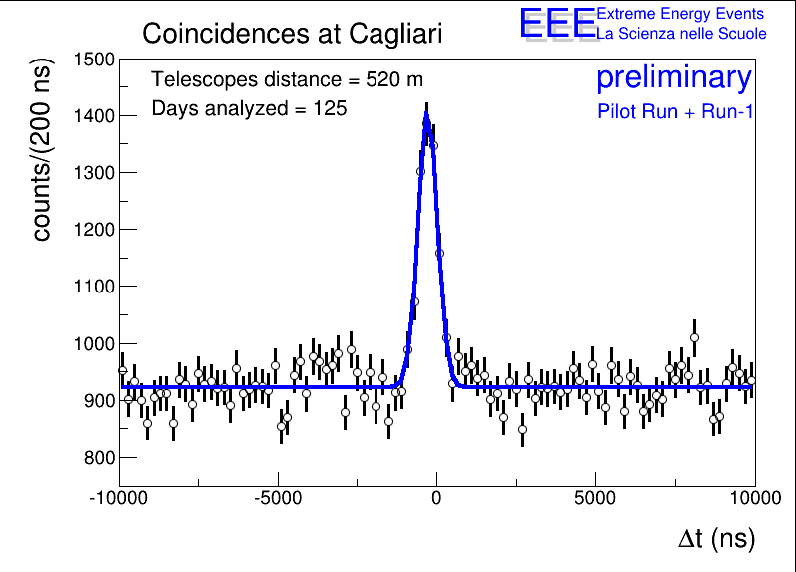 Coincidences at Cagliari
EEE
Extreme Energy Events
La Scienza nelle Scuole
Telescopes distance = 520 m
Days analyzed = 125
preliminary
Pilot Run + Run-1
counts/(200 ns)
1500
1400
1300
1200
1100
1000
900
800
-10000 -5000 0 5000 10000
Δt (ns)